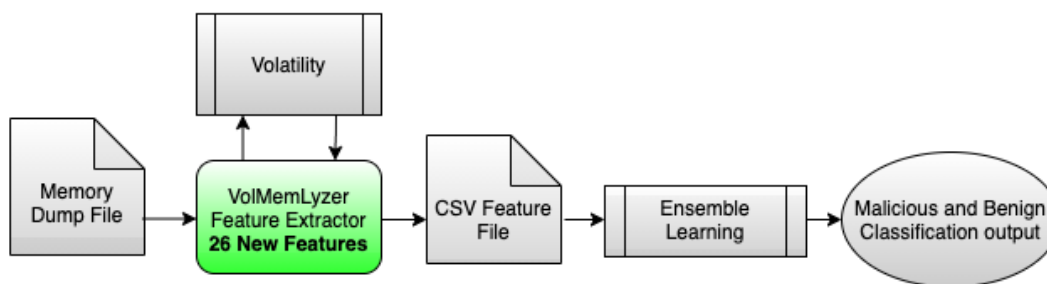 Volatility
Memory
Dump File
VolMemLyzer
Feature Extractor
26 New Features
CSV Feature
File
Ensemble
Learning
Malicious and Benign
Classification output